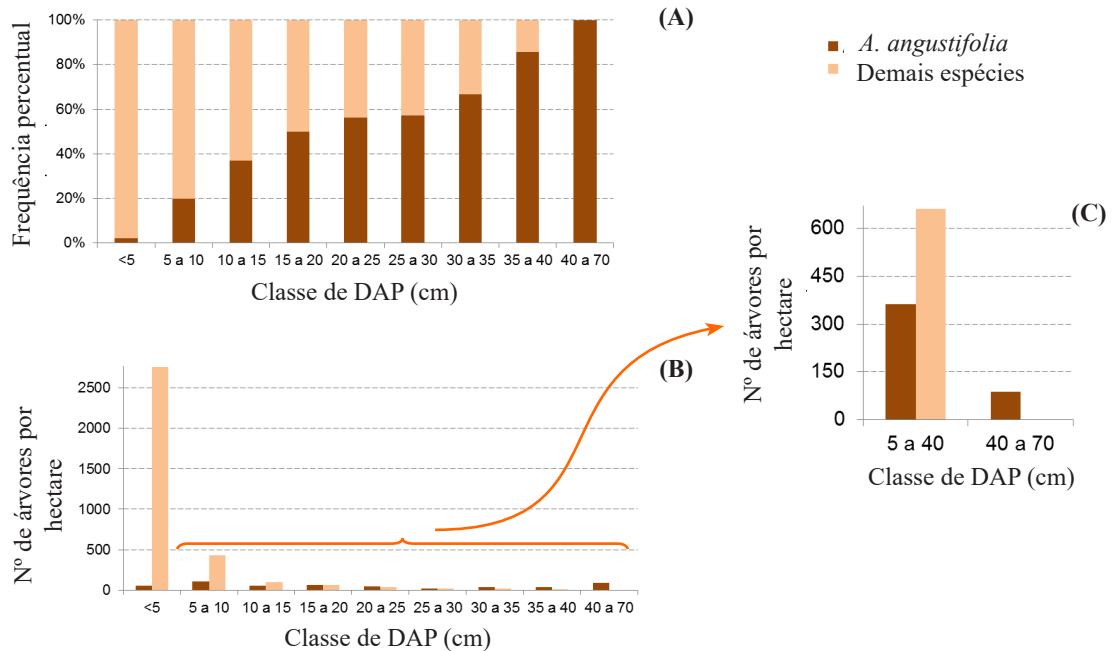 (A)
Frequência percentual
100%
80%
60%
40%
20%
0%
<5 5 a 10 10 a 15 15 a 20 20 a 25 25 a 30 30 a 35 35 a 40 40 a 70
Classe de DAP (cm)
A. angustifolia
Demais espécies
(B)
Nº de árvores por
hectare
2500
2000
1500
1000
500
0
<5 5 a 10 10 a 15 15 a 20 20 a 25 25 a 30 30 a 35 35 a 40 40 a 70
Classe de DAP (cm)
(C)
Nº de árvores por
hectare
600
450
300
150
0
5 a 40 40 a 70
Classe de DAP (cm)